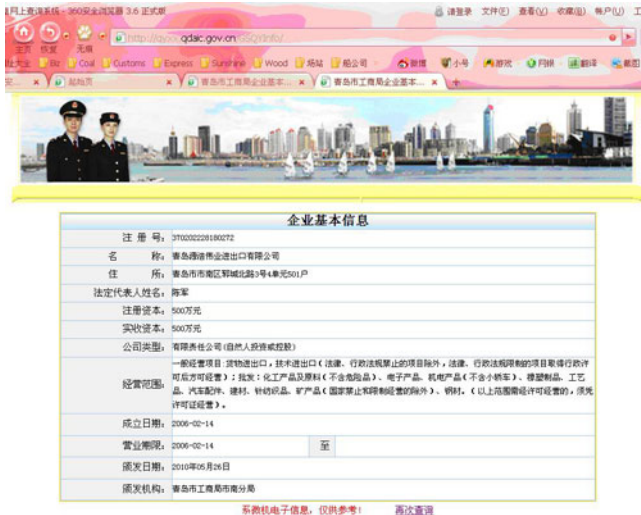 网上查询系统 - 360安全浏览器 3.6 正式版
请登录 文件(F) 查看(V) 收藏(B) 帐户(U)
主页 恢复 无痕
qdaic.gov.cn
Biz Coal Customs Express Sunshine Wood 场站 船公司 新微 小号 游戏 网银 翻译 截图
起始页 青岛市工商局企业基本... 青岛市工商局企业基本...
企业基本信息
注 册 号: 370202228180272
名 称: 青岛德洁伟业进出口有限公司
住 所: 青岛市市南区郓城北路3号4单元501户
法定代表人姓名: 陈军
注册资本: 500万元
实收资本: 500万元
公司类型: 有限责任公司(自然人投资或控股)
一般经营项目:货物进出口,技术进出口(法律、行政法规禁止的项目除外,法律、行政法规限制的项目取得行政许
经营范围: 可后方可经营);批发:化工产品及原料(不含危险品)、电子产品、机电产品(不含小轿车)、橡塑制品、工艺
品、汽车配件、建材、针纺织品、矿产品(国家禁止和限制经营的除外)、钢材。(以上范围需经许可经营的,须凭
许可证经营)。
成立日期: 2006-02-14
营业期限: 2006-02-14 至
颁发日期: 2010年05月26日
颁发机构: 青岛市工商局市南分局
系微机电子信息,仅供参考! 再次查询